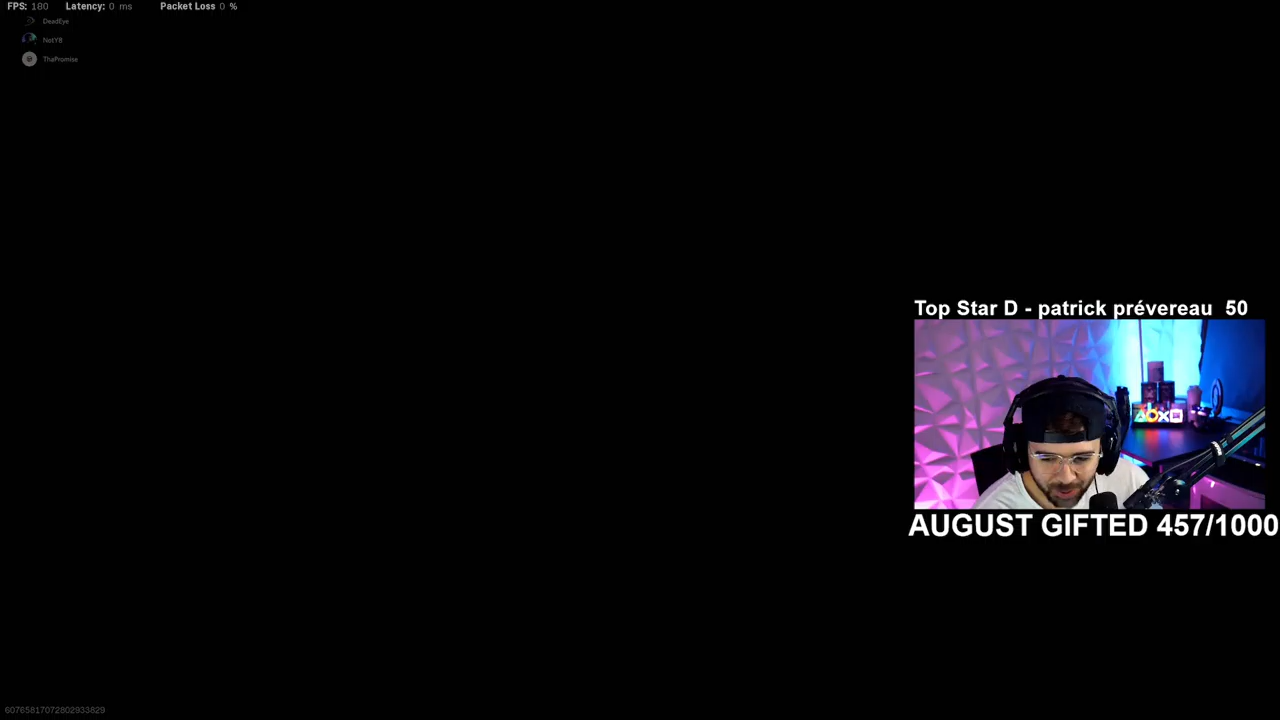 FPS: 180 Latency: 0 ms Packet Loss 0 %
DeadEye
NotYB
ThePromise
Top Star D - patrick prévereau 50
AUGUST GIFTED 457/1000
60765817072802933829